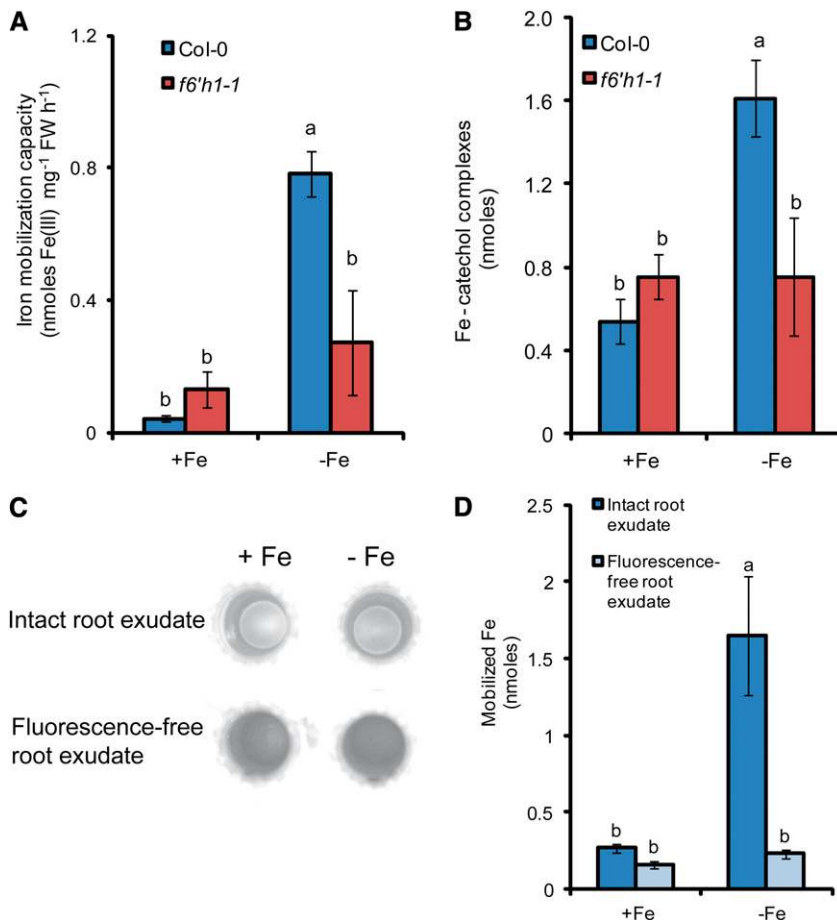 A
Iron mobilization capacity
(nmoles Fe(III) mg⁻¹ FW h⁻¹)
1.2
0.8
0.4
0
Col-0
f6'h1-1
b
b
a
b
+Fe
-Fe
B
Fe-catechol complexes
(nmoles)
2.0
1.6
1.2
0.8
0.4
0
Col-0
f6'h1-1
b
b
a
b
+Fe
-Fe
C
+ Fe
- Fe
Intact root exudate
Fluorescence-free
root exudate
D
Mobilized Fe
(nmoles)
2.5
2
1.5
1
0.5
0
Intact root
exudate
Fluorescence-
free root
exudate
b
b
a
b
+Fe
-Fe